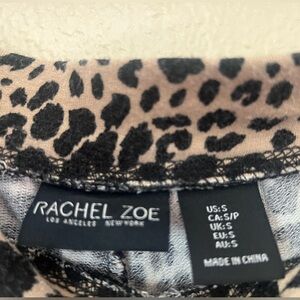 RACHEL ZOE
LOS ANGELES NEW YORK
US:S
CA:S/P
UK:S
EU:S
AU:S
MADE IN CHINA